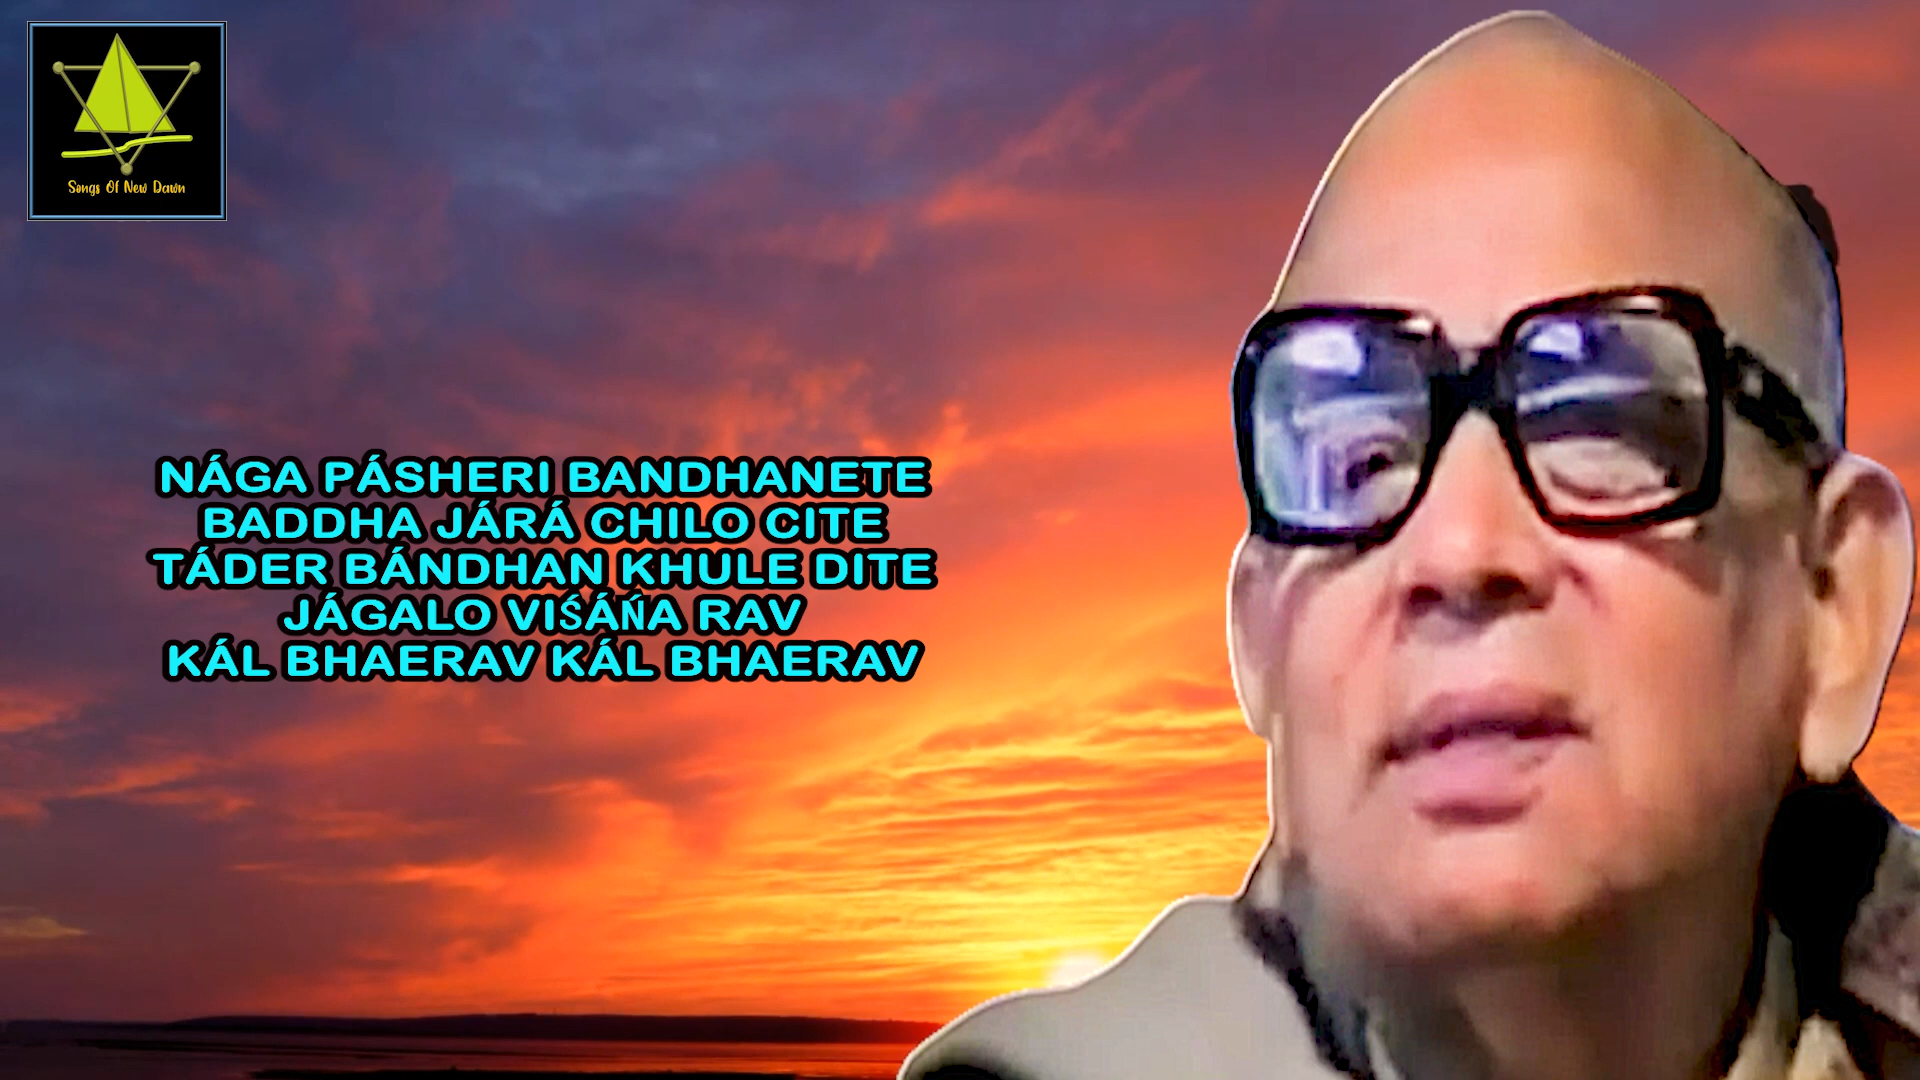 Songs Of New Dawn
NÁGA PÁSHERI BANDHANETE
BADDHA JÁRÁ CHILO CITE
TÁDER BÁNDHAN KHULE DITE
JÁGALO VIŚÁŃA RAV
KÁL BHAERAV KÁL BHAERAV